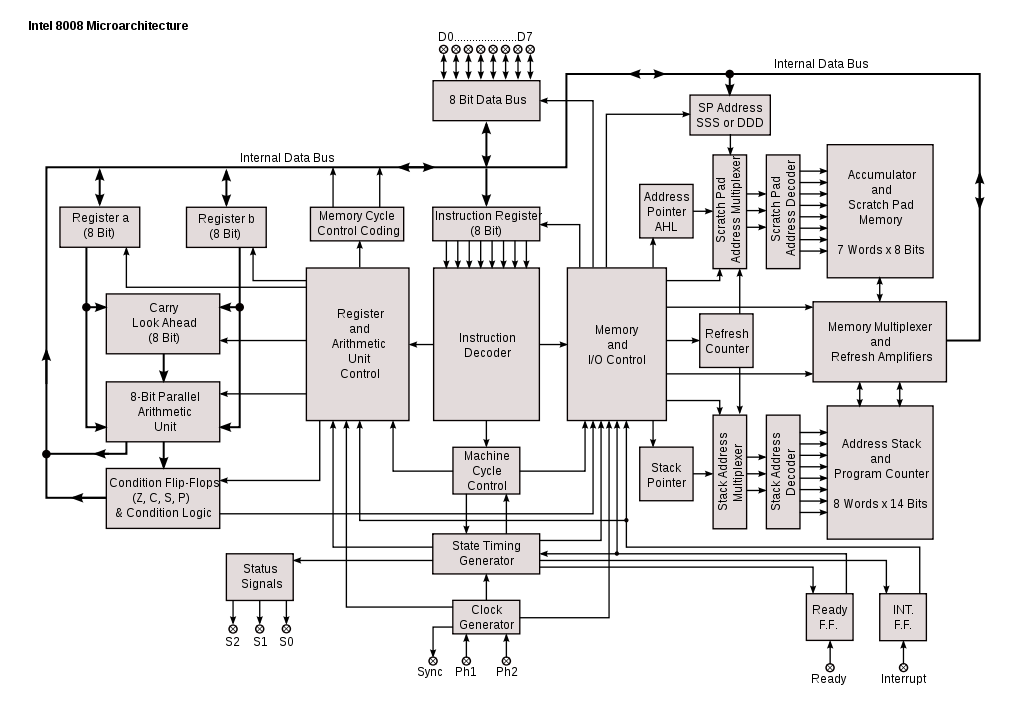 Intel 8008 Microarchitecture
D0.....................D7
Internal Data Bus
8 Bit Data Bus
SP Address
SSS or DDD
Internal Data Bus
Register a
(8 Bit)
Register b
(8 Bit)
Memory Cycle
Control Coding
Instruction Register
(8 Bit)
Address
Pointer
AHL
Scratch Pad
Address Multiplexer
Scratch Pad
Address Decoder
Accumulator
and
Scratch Pad
Memory
7 Words x 8 Bits
Carry
Look Ahead
(8 Bit)
Register
and
Arithmetic
Unit
Control
Instruction
Decoder
Memory
and
I/O Control
Refresh
Counter
Memory Multiplexer
and
Refresh Amplifiers
8-Bit Parallel
Arithmetic
Unit
Condition Flip-Flops
(Z, C, S, P)
& Condition Logic
Machine
Cycle
Control
Stack
Pointer
Stack Address
Multiplexer
Stack Address
Decoder
Address Stack
and
Program Counter
8 Words x 14 Bits
State Timing
Generator
Status
Signals
S2 S1 S0
Clock
Generator
Sync Ph1 Ph2
Ready
F.F.
INT.
F.F.
Ready
Interrupt